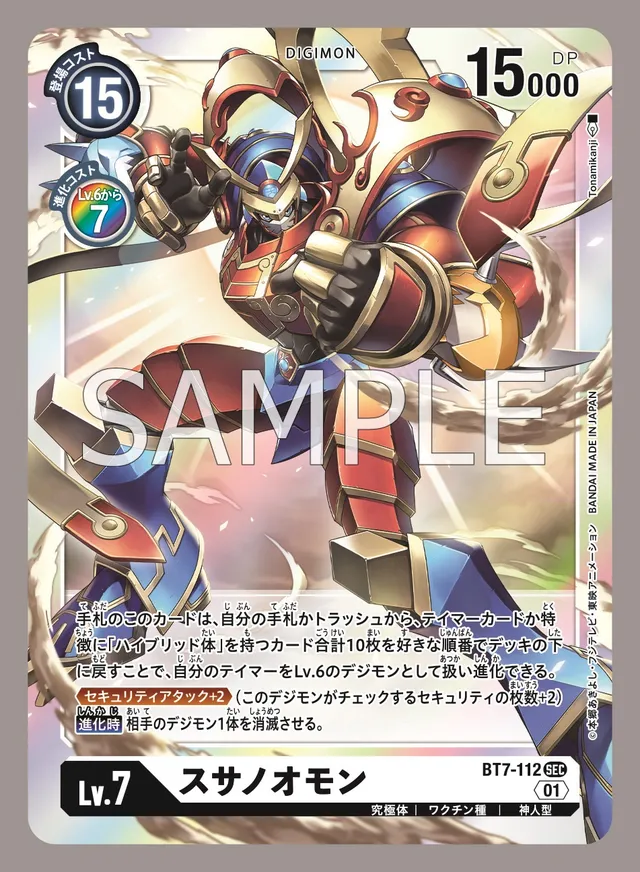 DIGIMON
登場コスト
15
15000
DP
進化コスト
Lv.6から
7
Tonamikanji
SAMPLE
©本郷あきよし・フジテレビ・東映アニメーション BANDAI MADE IN JAPAN
手札のこのカードは、自分の手札かトラッシュから、テイマーカードか特
徴に「ハイブリッド体」を持つカード合計10枚を好きな順番でデッキの下
に戻すことで、自分のテイマーをLv.6のデジモンとして扱い進化できる。
セキュリティアタック+2 (このデジモンがチェックするセキュリティの枚数+2)
進化時 相手のデジモン1体を消滅させる。
Lv.7
スサノオモン
BT7-112 SEC
01
究極体 | ワクチン種 | 神人型